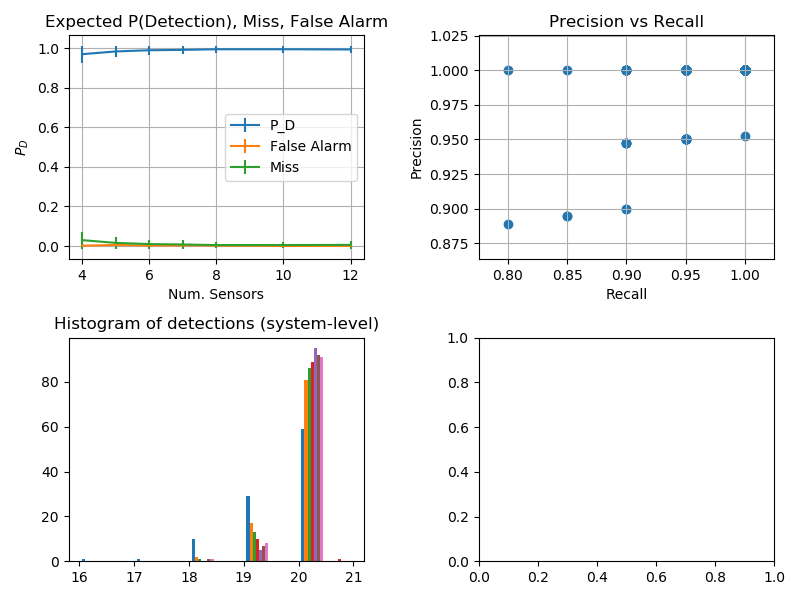 Expected P(Detection), Miss, False Alarm
1.0
0.8
0.6
0.4
0.2
0.0
P_D
P_D
False Alarm
Miss
4 6 8 10 12
Num. Sensors
Precision vs Recall
1.025
1.000
0.975
0.950
0.925
0.900
0.875
Precision
0.80 0.85 0.90 0.95 1.00
Recall
Histogram of detections (system-level)
80
60
40
20
0
16 17 18 19 20 21
1.0
0.8
0.6
0.4
0.2
0.0
0.0 0.2 0.4 0.6 0.8 1.0